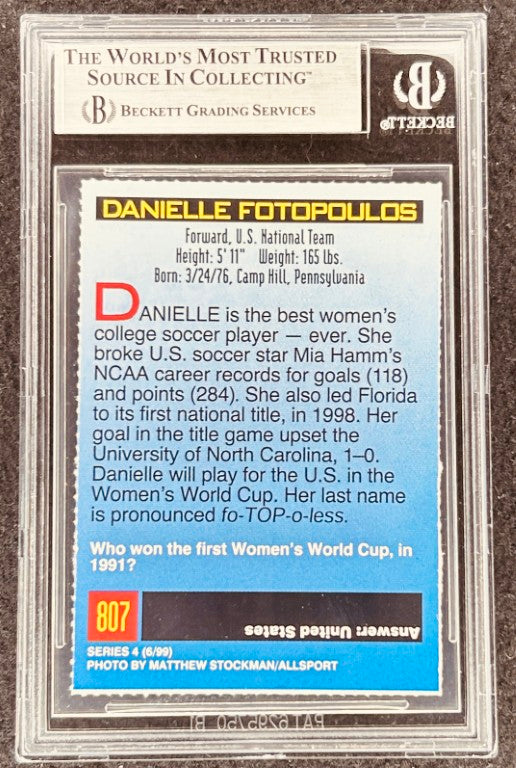 THE WORLD'S MOST TRUSTED
SOURCE IN COLLECTING™
B BECKETT GRADING SERVICES
B
BECKETT®
DANIELLE FOTOPOULOS
Forward, U.S. National Team
Height: 5' 11" Weight: 165 lbs.
Born: 3/24/76, Camp Hill, Pennsylvania
DANIELLE is the best women's
college soccer player — ever. She
broke U.S. soccer star Mia Hamm's
NCAA career records for goals (118)
and points (284). She also led Florida
to its first national title, in 1998. Her
goal in the title game upset the
University of North Carolina, 1–0.
Danielle will play for the U.S. in the
Women's World Cup. Her last name
is pronounced fo-TOP-o-less.
Who won the first Women's World Cup, in
1991?
807
Answer: United States
SERIES 4 (6/99)
PHOTO BY MATTHEW STOCKMAN/ALLSPORT